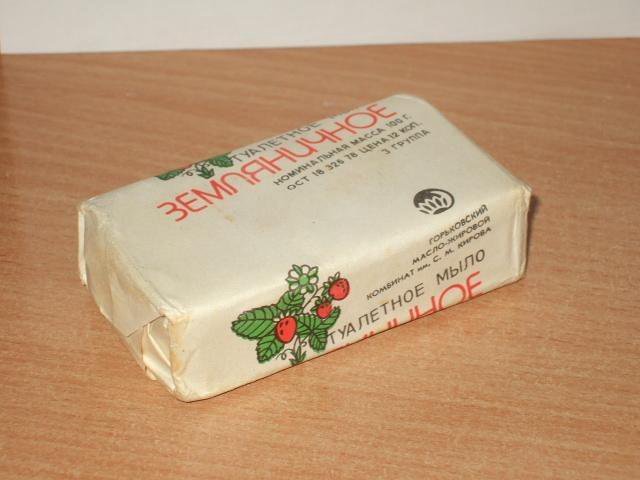 ТУАЛЕТНОЕ
ЗЕМЛЯНИЧНОЕ
НОМИНАЛЬНАЯ МАССА 100 Г.
ОСТ 18 326 78 ЦЕНА 12 КОП.
3 ГРУППА
ГОРЬКОВСКИЙ
МАСЛО-ЖИРОВОЙ
КОМБИНАТ им. С. М. КИРОВА
ТУАЛЕТНОЕ МЫЛО